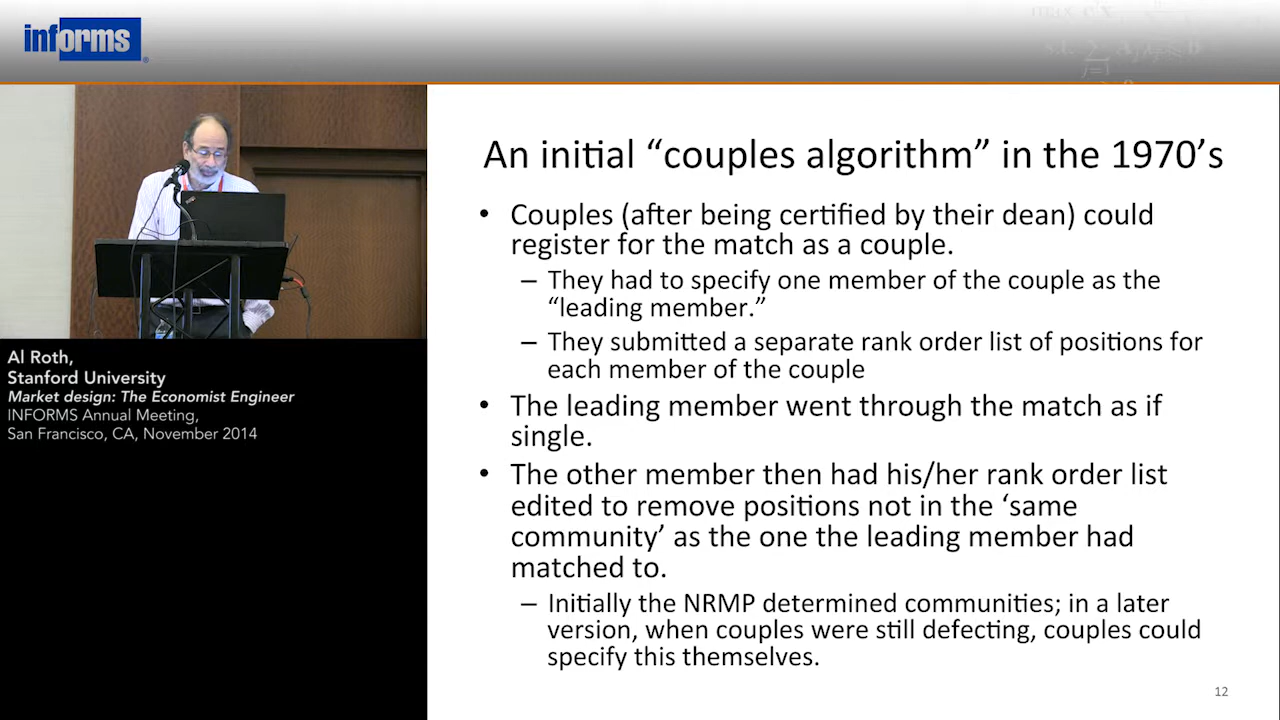 informs
An initial “couples algorithm” in the 1970’s
• Couples (after being certified by their dean) could
register for the match as a couple.
– They had to specify one member of the couple as the
“leading member.”
– They submitted a separate rank order list of positions for
each member of the couple
• The leading member went through the match as if
single.
• The other member then had his/her rank order list
edited to remove positions not in the ‘same
community’ as the one the leading member had
matched to.
– Initially the NRMP determined communities; in a later
version, when couples were still defecting, couples could
specify this themselves.
12
Al Roth,
Stanford University
Market design: The Economist Engineer
INFORMS Annual Meeting,
San Francisco, CA, November 2014